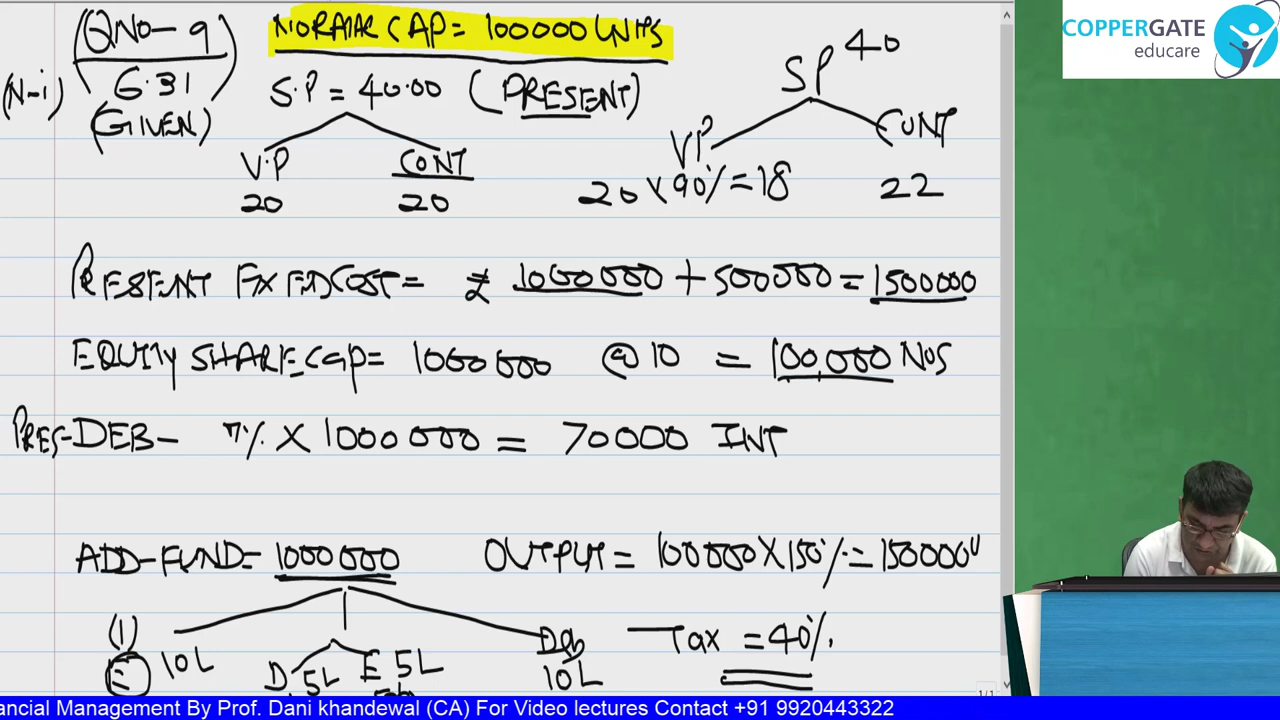 QNO-9
NORMAL CAP = 100000 UNITS
(N-i)
6.31
(GIVEN)
S.P = 40.00 (PRESENT)
V.P CONT
20 20
SP 40
VP CONT
20 X 90% = 18 22
PRESENT FIXED COST = ₹ 1000000 + 500000 = 1500000
EQUITY SHARE CAP = 1000000 @ 10 = 100,000 NOS
PRES-DEB- 7% X 1000000 = 70000 INT
ADD-FUND = 1000000 OUTPUT = 100000 X 150% = 150000 U
(1)
E 10L
D 5L E 5L
Deb
10L
Tax = 40%
COPPERGATE
educare
1/1
ancial Management By Prof. Dani khandewal (CA) For Video lectures Contact +91 9920443322